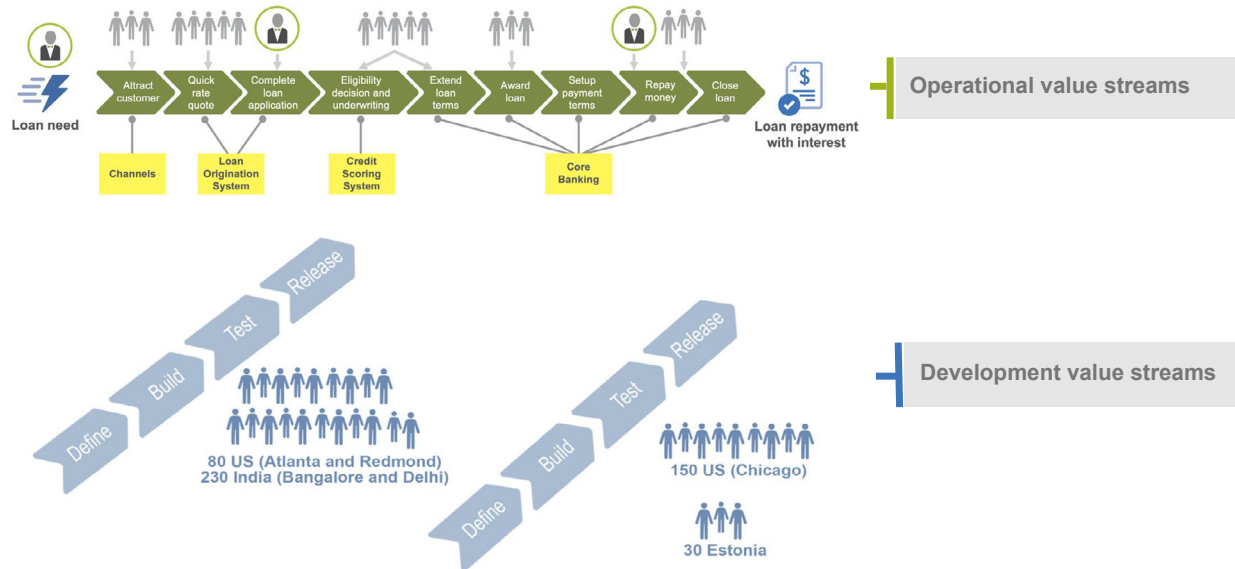 Loan need
Attract
customer
Quick
rate
quote
Complete
loan
application
Eligibility
decision and
underwriting
Extend
loan
terms
Award
loan
Setup
payment
terms
Repay
money
Close
loan
$
Loan repayment
with interest
Operational value streams
Channels
Loan
Origination
System
Credit
Scoring
System
Core
Banking
Define
Build
Test
Release
80 US (Atlanta and Redmond)
230 India (Bangalore and Delhi)
Define
Build
Test
Release
150 US (Chicago)
30 Estonia
Development value streams